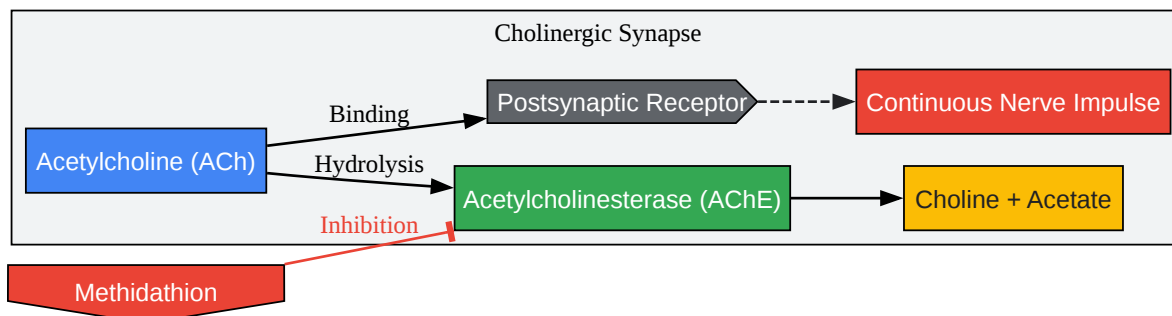 Cholinergic Synapse
Binding
Postsynaptic Receptor
Continuous Nerve Impulse
Acetylcholine (ACh)
Hydrolysis
Acetylcholinesterase (AChE)
Choline + Acetate
Inhibition
Methidathion